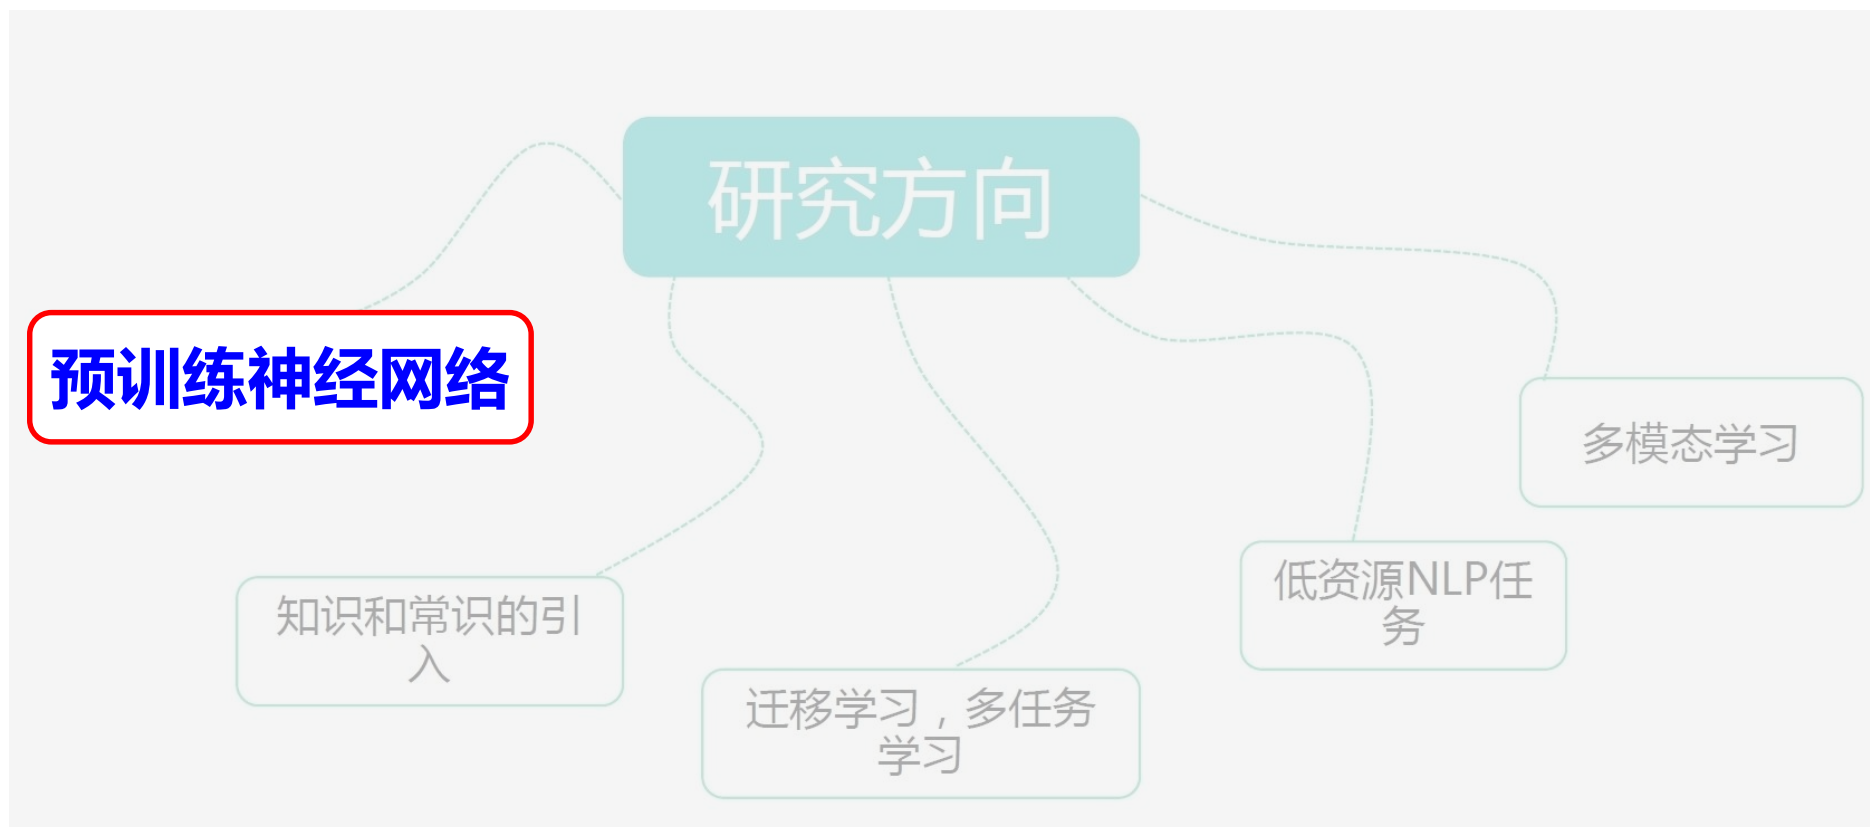 研究方向
预训练神经网络
知识和常识的引
入
迁移学习，多任务
学习
低资源NLP任
务
多模态学习